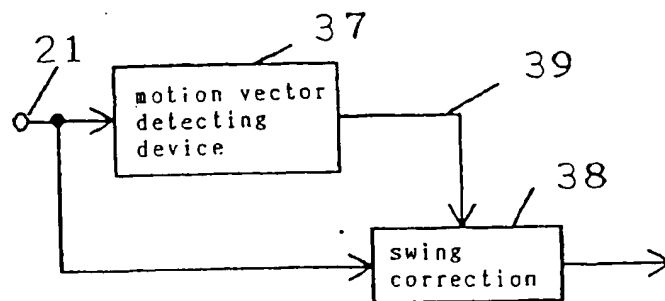 37
21
39
motion vector
detecting
device
38
swing
correction